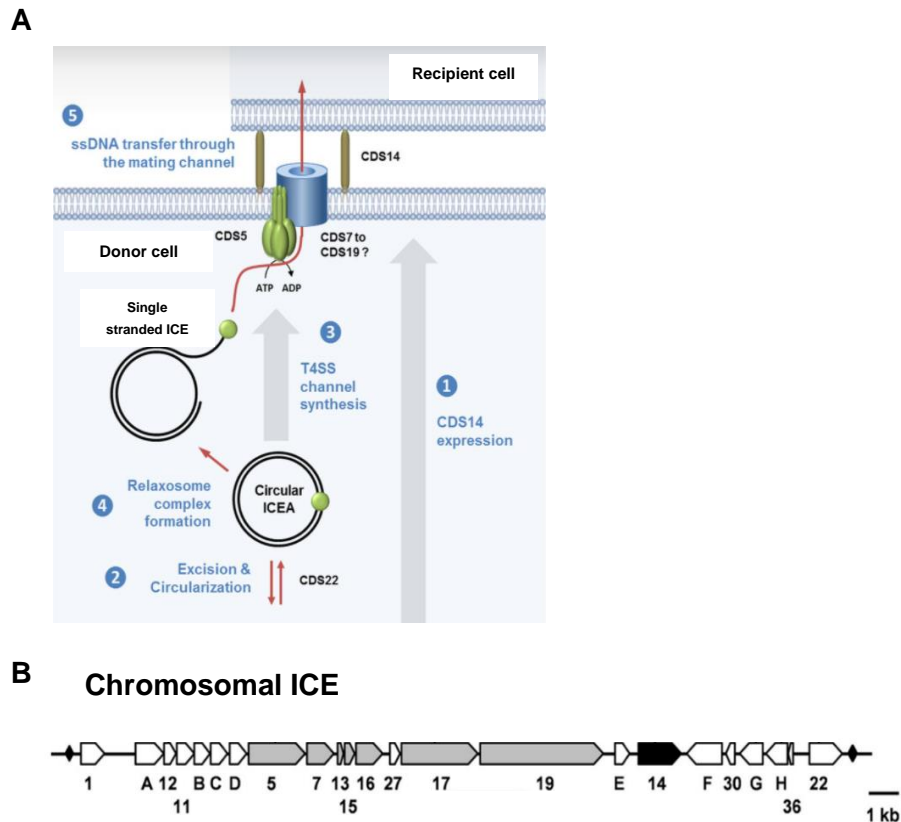 A
Recipient cell
5
ssDNA transfer through
the mating channel
CDS14
CDS5
CDS7 to
CDS19 ?
Donor cell
ATP ADP
Single
stranded ICE
3
T4SS
channel
synthesis
1
CDS14
expression
Circular
ICEA
4
Relaxosome
complex
formation
2
Excision &
Circularization
CDS22
B
Chromosomal ICE
1 A 12 B C D 5 7 13 16 27 17 19 E 14 F 30 G H 22
11 15 36
1 kb